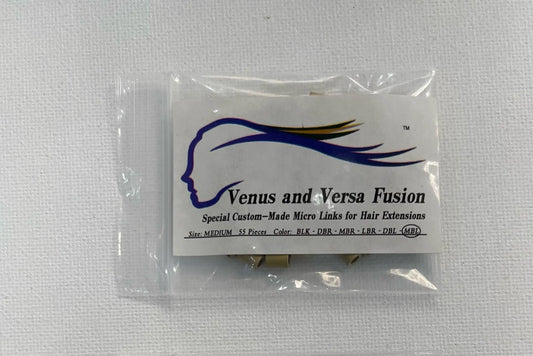 TM
Venus and Versa Fusion
Special Custom-Made Micro Links for Hair Extensions
Size: MEDIUM 55 Pieces Color: BLK - DBR - MBR - LBR - DBL - MBL